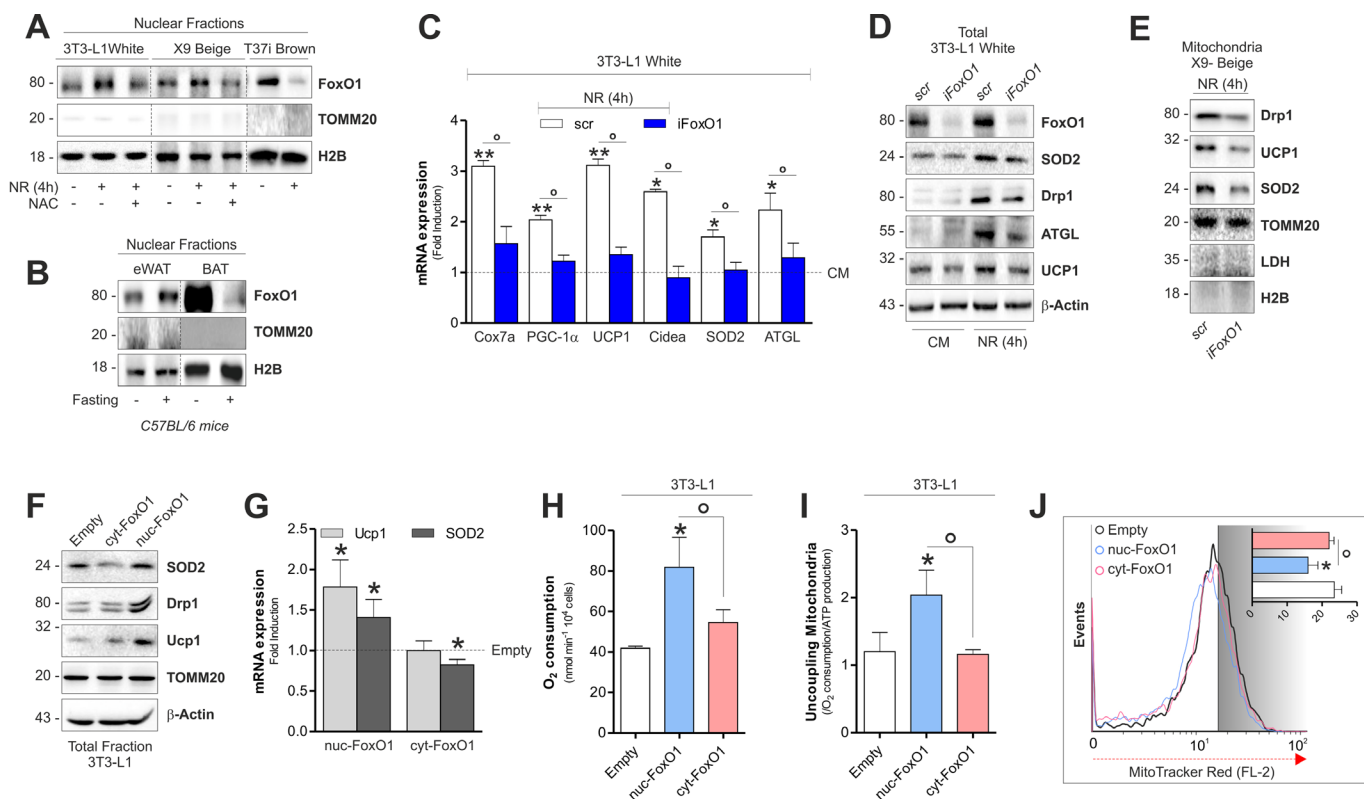 A
Nuclear Fractions
3T3-L1White X9 Beige T37i Brown
80 - FoxO1
20 - TOMM20
18 - H2B
NR (4h) - + + - + + - +
NAC - - + - - +
B
Nuclear Fractions
eWAT BAT
80 - FoxO1
20 - TOMM20
18 - H2B
Fasting - + - +
C57BL/6 mice
C
3T3-L1 White
NR (4h)
scr iFoxO1
mRNA expression
(Fold Induction)
4
3
2
1
0
** ** ** * * *
o o o o o o
CM
Cox7a PGC-1α UCP1 Cidea SOD2 ATGL
D
Total
3T3-L1 White
scr iFoxO1 scr iFoxO1
80 - FoxO1
24 - SOD2
80 - Drp1
55 - ATGL
32 - UCP1
43 - β-Actin
CM NR (4h)
E
Mitochondria
X9- Beige
NR (4h)
80 - Drp1
32 - UCP1
24 - SOD2
20 - TOMM20
35 - LDH
18 - H2B
scr iFoxO1
F
Empty cyt-FoxO1 nuc-FoxO1
24 - SOD2
80 - Drp1
32 - Ucp1
20 - TOMM20
43 - β-Actin
Total Fraction
3T3-L1
G
mRNA expression
Fold Induction
2.5
2.0
1.5
1.0
0.5
0.0
Ucp1 SOD2
* * *
Empty
nuc-FoxO1 cyt-FoxO1
H
3T3-L1
O₂ consumption
(nmol min⁻¹ 10⁴ cells)
100
80
60
40
20
0
* o
Empty nuc-FoxO1 cyt-FoxO1
I
3T3-L1
Uncoupling Mitochondria
(/O₂ consumption/ATP production)
3
2
1
0
* o
Empty nuc-FoxO1 cyt-FoxO1
J
Empty
nuc-FoxO1
cyt-FoxO1
* o
0 10 20 30
Events
0 10¹ 10²
MitoTracker Red (FL-2)